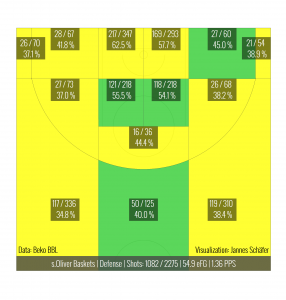 28 / 67
41.8 %
217 / 347
62.5 %
169 / 293
57.7 %
27 / 60
45.0 %
26 / 70
37.1 %
21 / 54
38.9 %
27 / 73
37.0 %
121 / 218
55.5 %
118 / 218
54.1 %
26 / 68
38.2 %
16 / 36
44.4 %
117 / 336
34.8 %
50 / 125
40.0 %
119 / 310
38.4 %
Data: Beko BBL
Visualization: Jannes Schäfer
s.Oliver Baskets | Defense | Shots: 1082 / 2275 | 54.9 eFG | 1.36 PPS